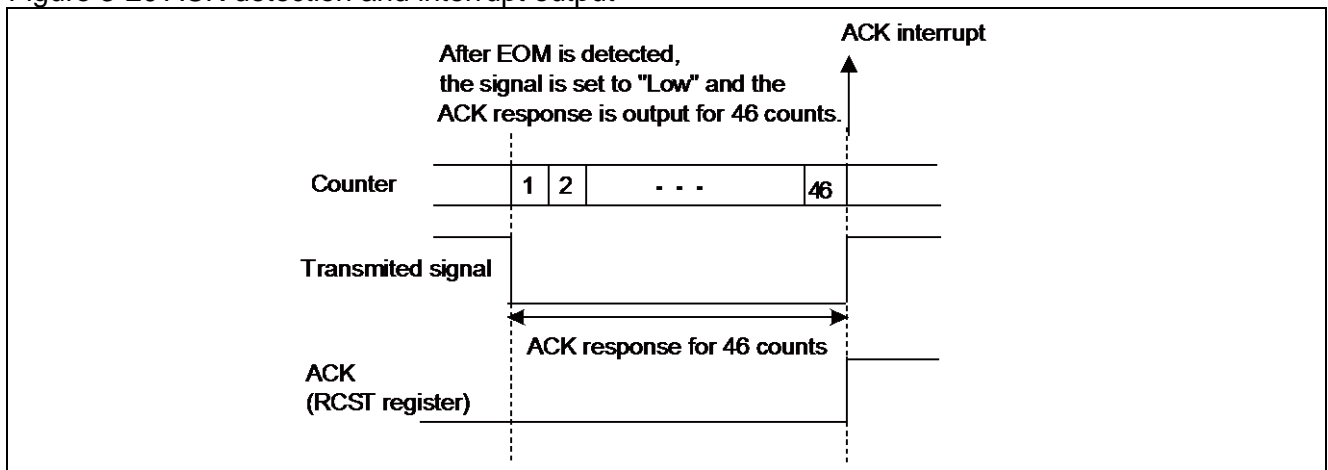 ACK interrupt
After EOM is detected,
the signal is set to "Low" and the
ACK response is output for 46 counts.
Counter 1 2 - - - 46
Transmited signal
ACK response for 46 counts
ACK
(RCST register)